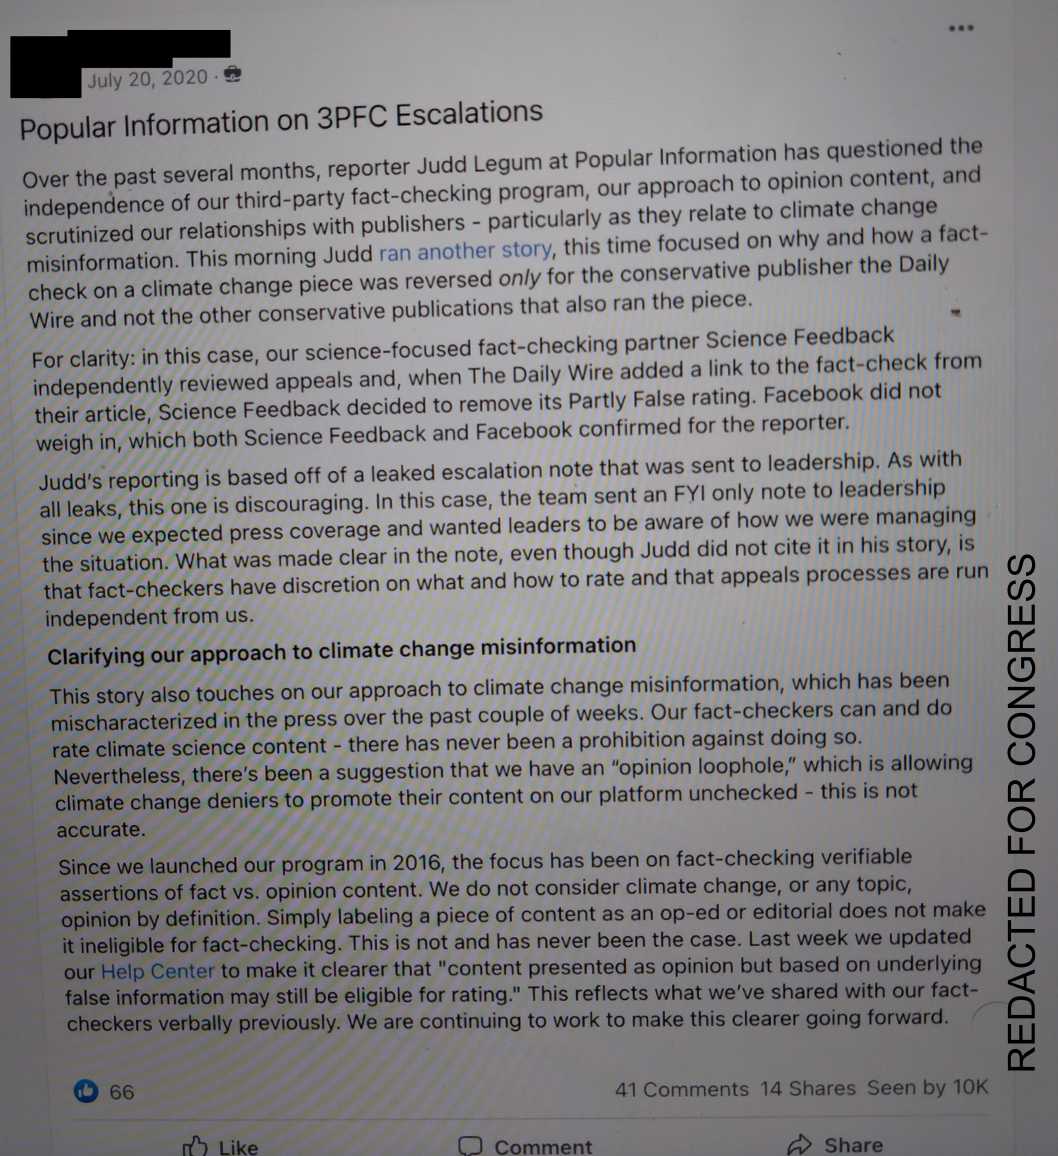 July 20, 2020 ·
Popular Information on 3PFC Escalations
Over the past several months, reporter Judd Legum at Popular Information has questioned the
independence of our third-party fact-checking program, our approach to opinion content, and
scrutinized our relationships with publishers - particularly as they relate to climate change
misinformation. This morning Judd ran another story, this time focused on why and how a fact-
check on a climate change piece was reversed only for the conservative publisher the Daily
Wire and not the other conservative publications that also ran the piece.
For clarity: in this case, our science-focused fact-checking partner Science Feedback
independently reviewed appeals and, when The Daily Wire added a link to the fact-check from
their article, Science Feedback decided to remove its Partly False rating. Facebook did not
weigh in, which both Science Feedback and Facebook confirmed for the reporter.
Judd's reporting is based off of a leaked escalation note that was sent to leadership. As with
all leaks, this one is discouraging. In this case, the team sent an FYI only note to leadership
since we expected press coverage and wanted leaders to be aware of how we were managing
the situation. What was made clear in the note, even though Judd did not cite it in his story, is
that fact-checkers have discretion on what and how to rate and that appeals processes are run
independent from us.
Clarifying our approach to climate change misinformation
This story also touches on our approach to climate change misinformation, which has been
mischaracterized in the press over the past couple of weeks. Our fact-checkers can and do
rate climate science content - there has never been a prohibition against doing so.
Nevertheless, there's been a suggestion that we have an “opinion loophole,” which is allowing
climate change deniers to promote their content on our platform unchecked - this is not
accurate.
Since we launched our program in 2016, the focus has been on fact-checking verifiable
assertions of fact vs. opinion content. We do not consider climate change, or any topic,
opinion by definition. Simply labeling a piece of content as an op-ed or editorial does not make
it ineligible for fact-checking. This is not and has never been the case. Last week we updated
our Help Center to make it clearer that "content presented as opinion but based on underlying
false information may still be eligible for rating." This reflects what we've shared with our fact-
checkers verbally previously. We are continuing to work to make this clearer going forward.
66
41 Comments 14 Shares Seen by 10K
Like
Comment
Share
REDACTED FOR CONGRESS